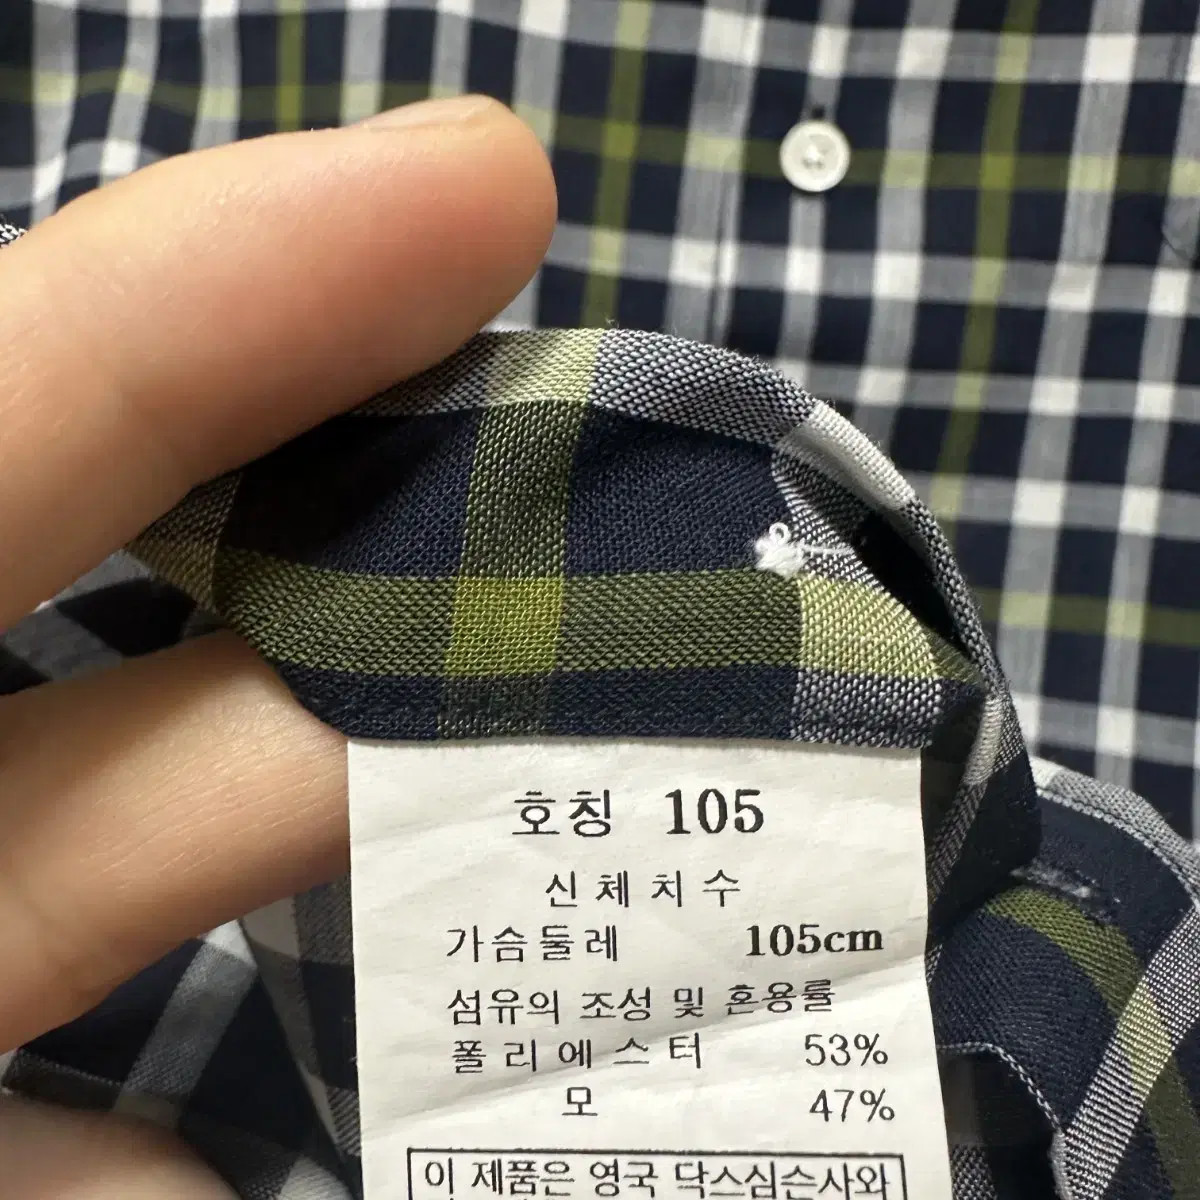 호칭 105
신체치수
가슴둘레 105cm
섬유의 조성 및 혼용률
폴리에스터 53%
모 47%
이 제품은 영국 닥스심슨사와